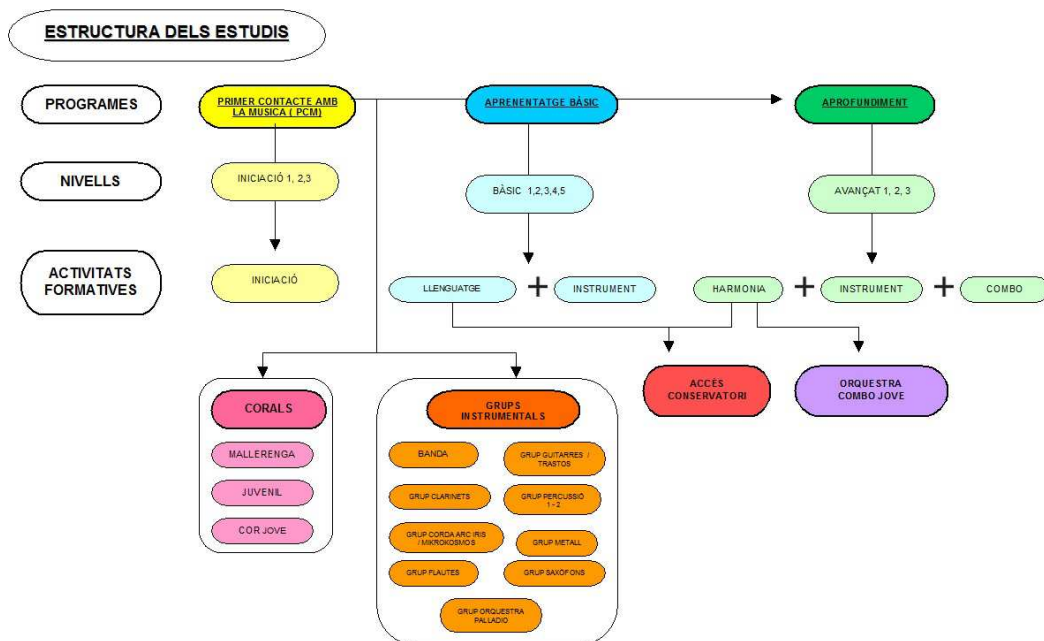 ESTRUCTURA DELS ESTUDIS
PROGRAMES
PRIMER CONTACTE AMB
LA MÚSICA ( PCM)
APRENENTATGE BÀSIC
APROFUNDIMENT
NIVELLS
INICIACIÓ 1, 2,3
BÀSIC 1,2,3,4,5
AVANÇAT 1, 2, 3
ACTIVITATS
FORMATIVES
INICIACIÓ
LLENGUATGE
+
INSTRUMENT
HARMONIA
+
INSTRUMENT
+
COMBO
CORALS
MALLERENGA
JUVENIL
COR JOVE
GRUPS
INSTRUMENTALS
BANDA
GRUP GUITARRES /
TRASTOS
GRUP CLARINETS
GRUP PERCUSSIÓ
1 - 2
GRUP CORDA ARC IRIS
/ MIKROKOSMOS
GRUP METALL
GRUP FLAUTES
GRUP SAXÒFONS
GRUP ORQUESTRA
PALLADIO
ACCÈS
CONSERVATORI
ORQUESTRA
COMBO JOVE